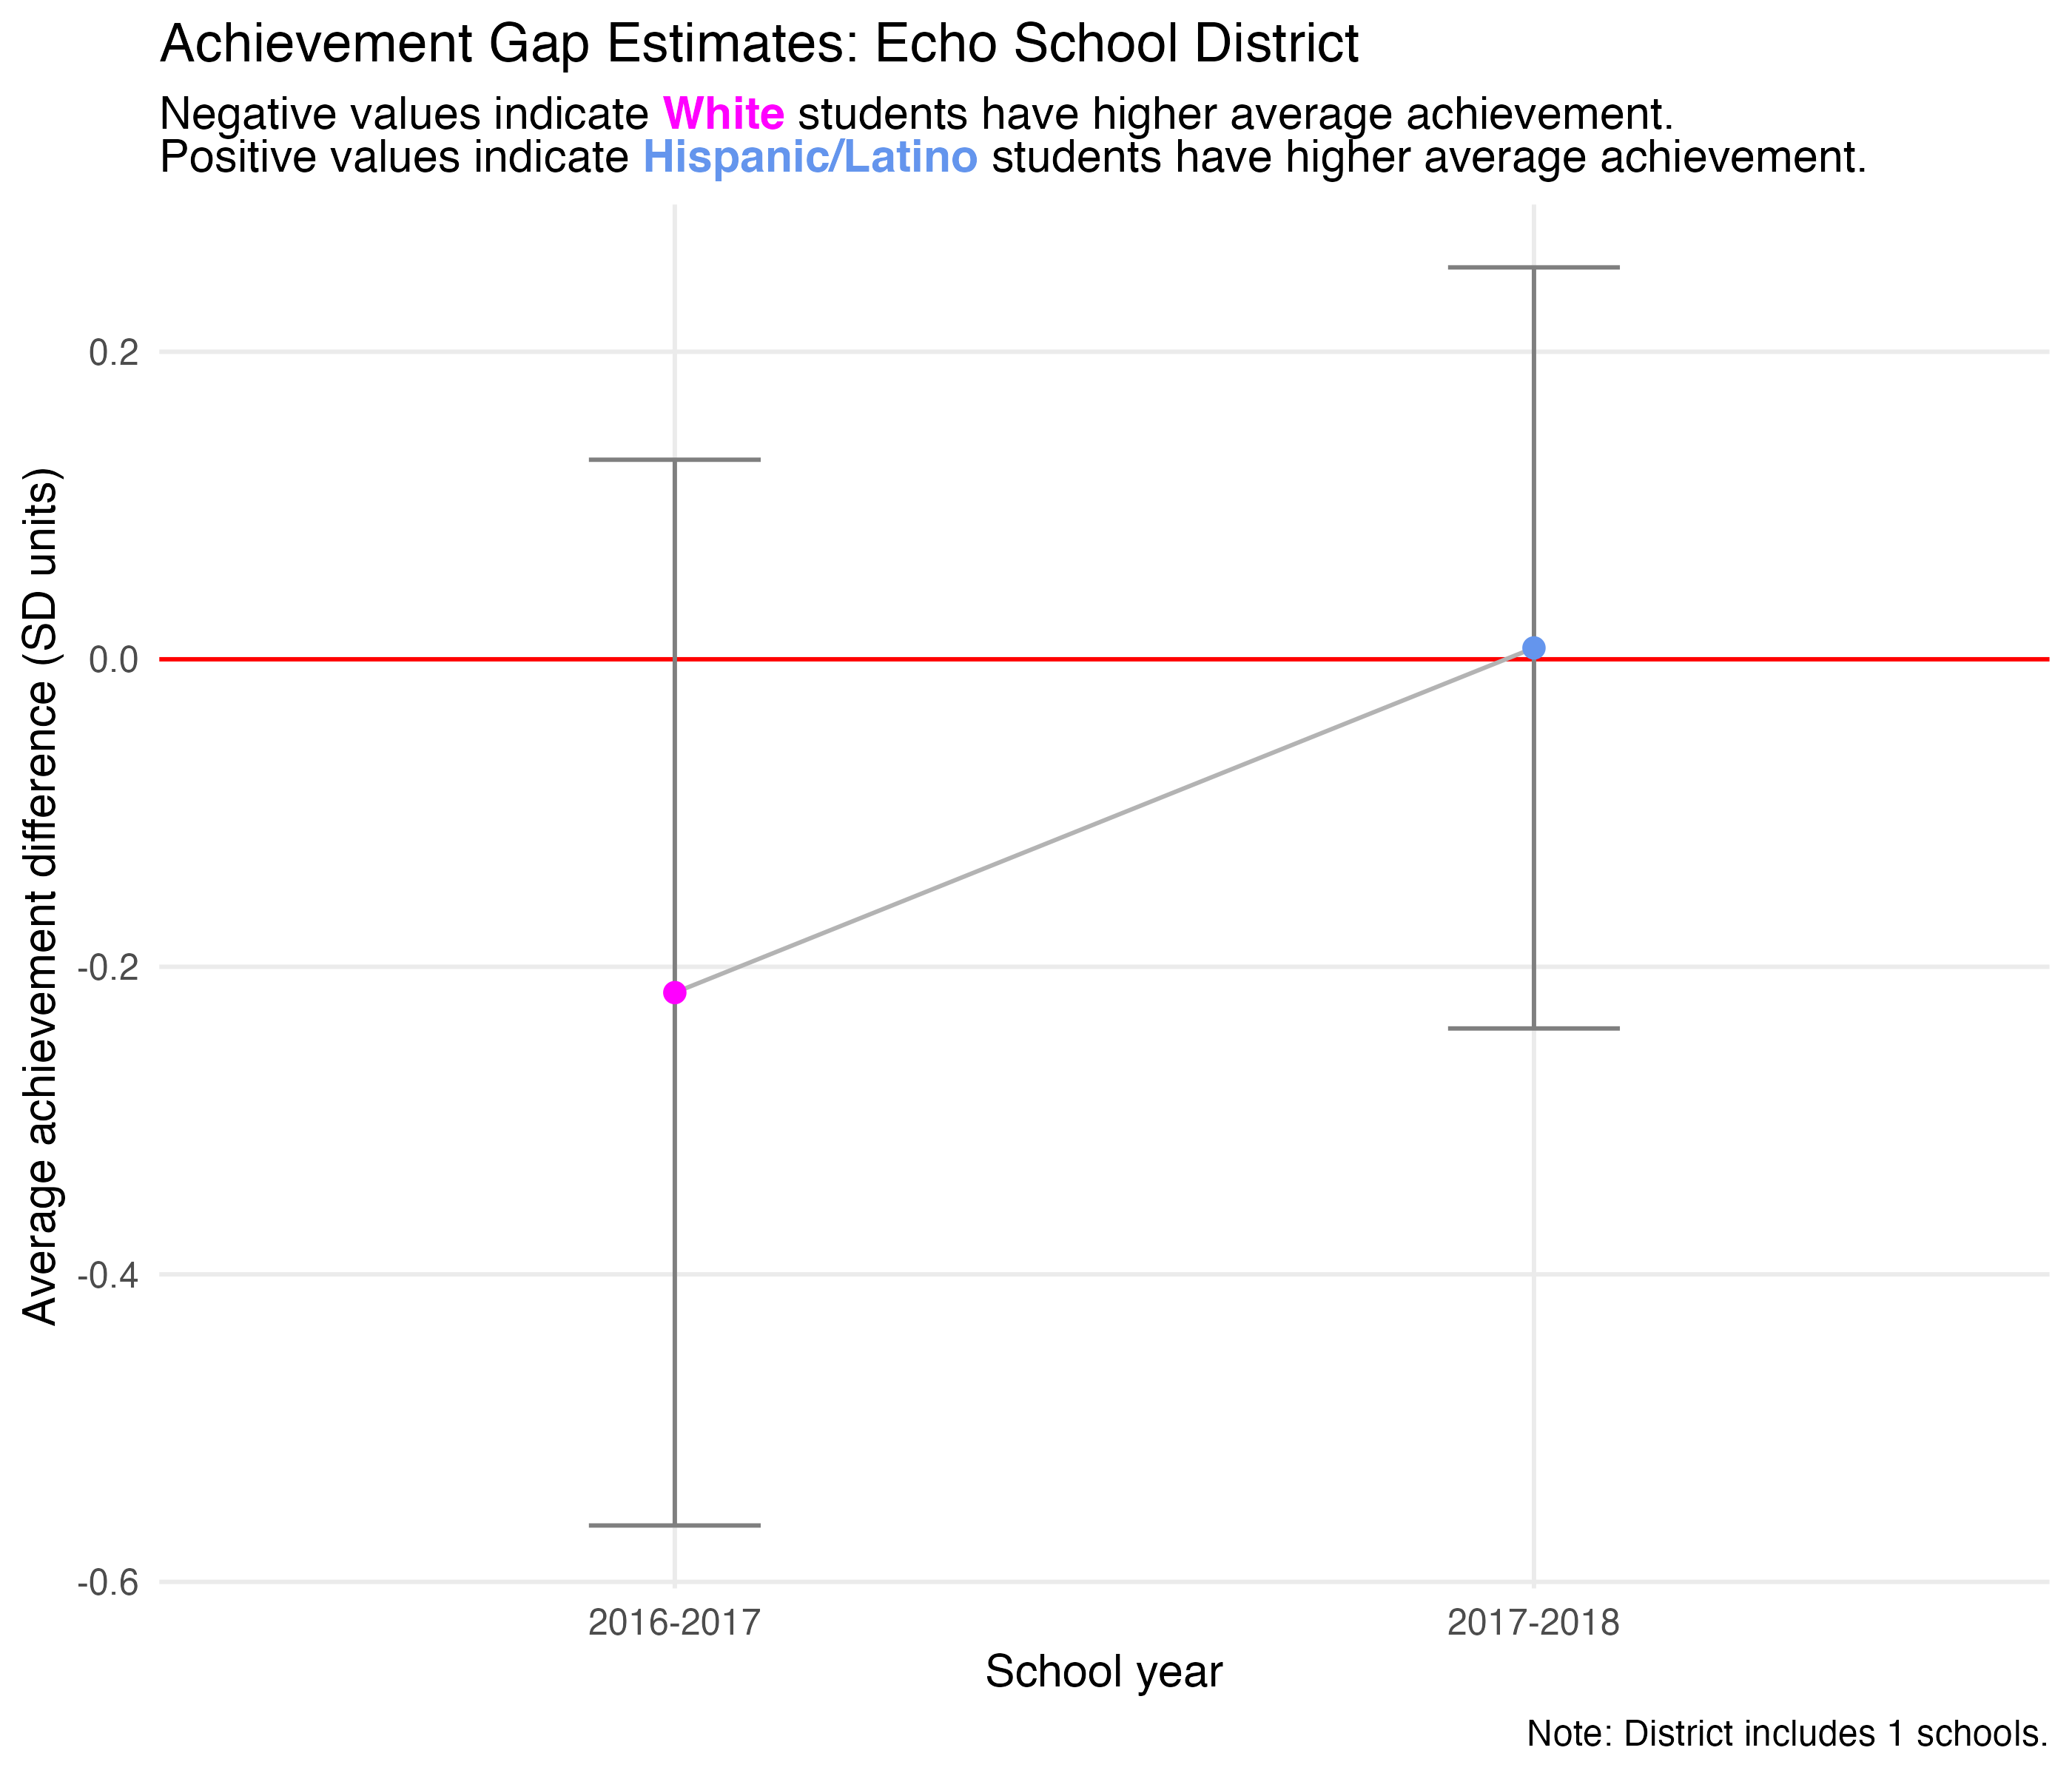 Achievement Gap Estimates: Echo School District
Negative values indicate White students have higher average achievement.
Positive values indicate Hispanic/Latino students have higher average achievement.
Average achievement difference (SD units)
0.2
0.0
-0.2
-0.4
-0.6
2016-2017
2017-2018
School year
Note: District includes 1 schools.